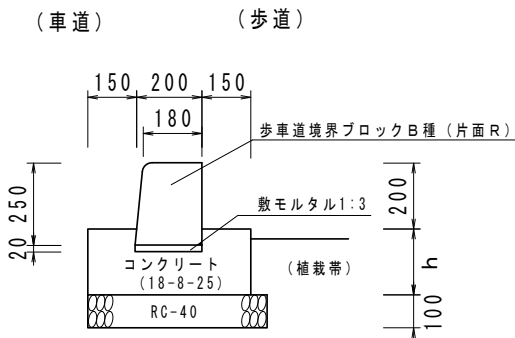 (車道)
(歩道)
150
200
150
180
歩車道境界ブロックB種(片面R)
250
200
敷モルタル1:3
20
コンクリート
(18-8-25)
(植栽帯)
h
RC-40
100